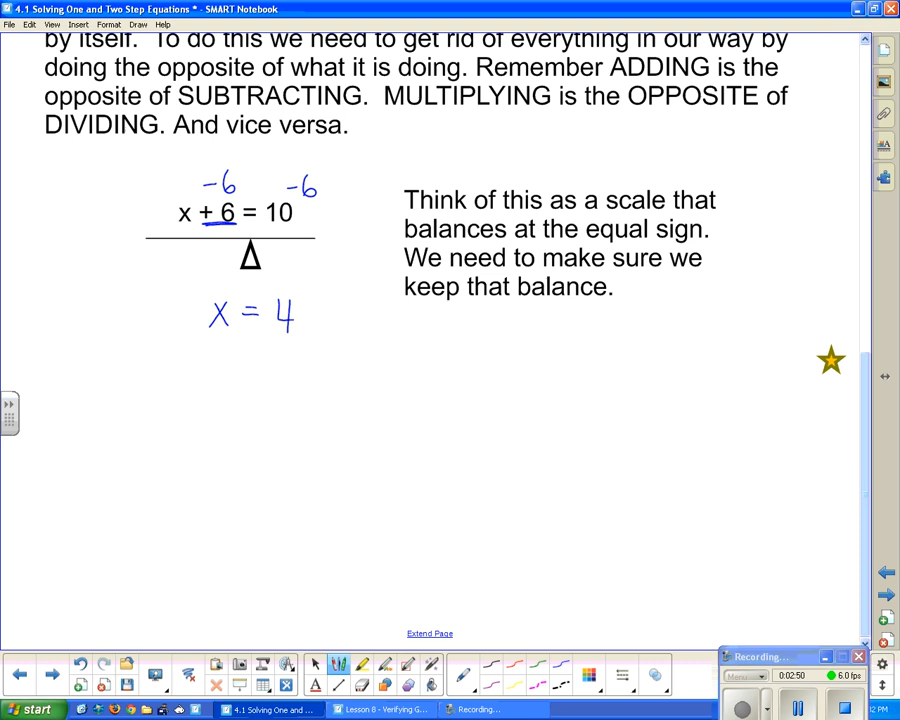 4.1 Solving One and Two Step Equations * - SMART Notebook
File Edit View Insert Format Draw Help
by itself. To do this we need to get rid of everything in our way by
doing the opposite of what it is doing. Remember ADDING is the
opposite of SUBTRACTING. MULTIPLYING is the OPPOSITE of
DIVIDING. And vice versa.
-6 -6
x + 6 = 10
x = 4
Think of this as a scale that
balances at the equal sign.
We need to make sure we
keep that balance.
Extend Page
Recording...
Menu
0:02:50 6.0 fps
start
4.1 Solving One and ...
Lesson 8 - Verifying G...
Recording...
12 PM